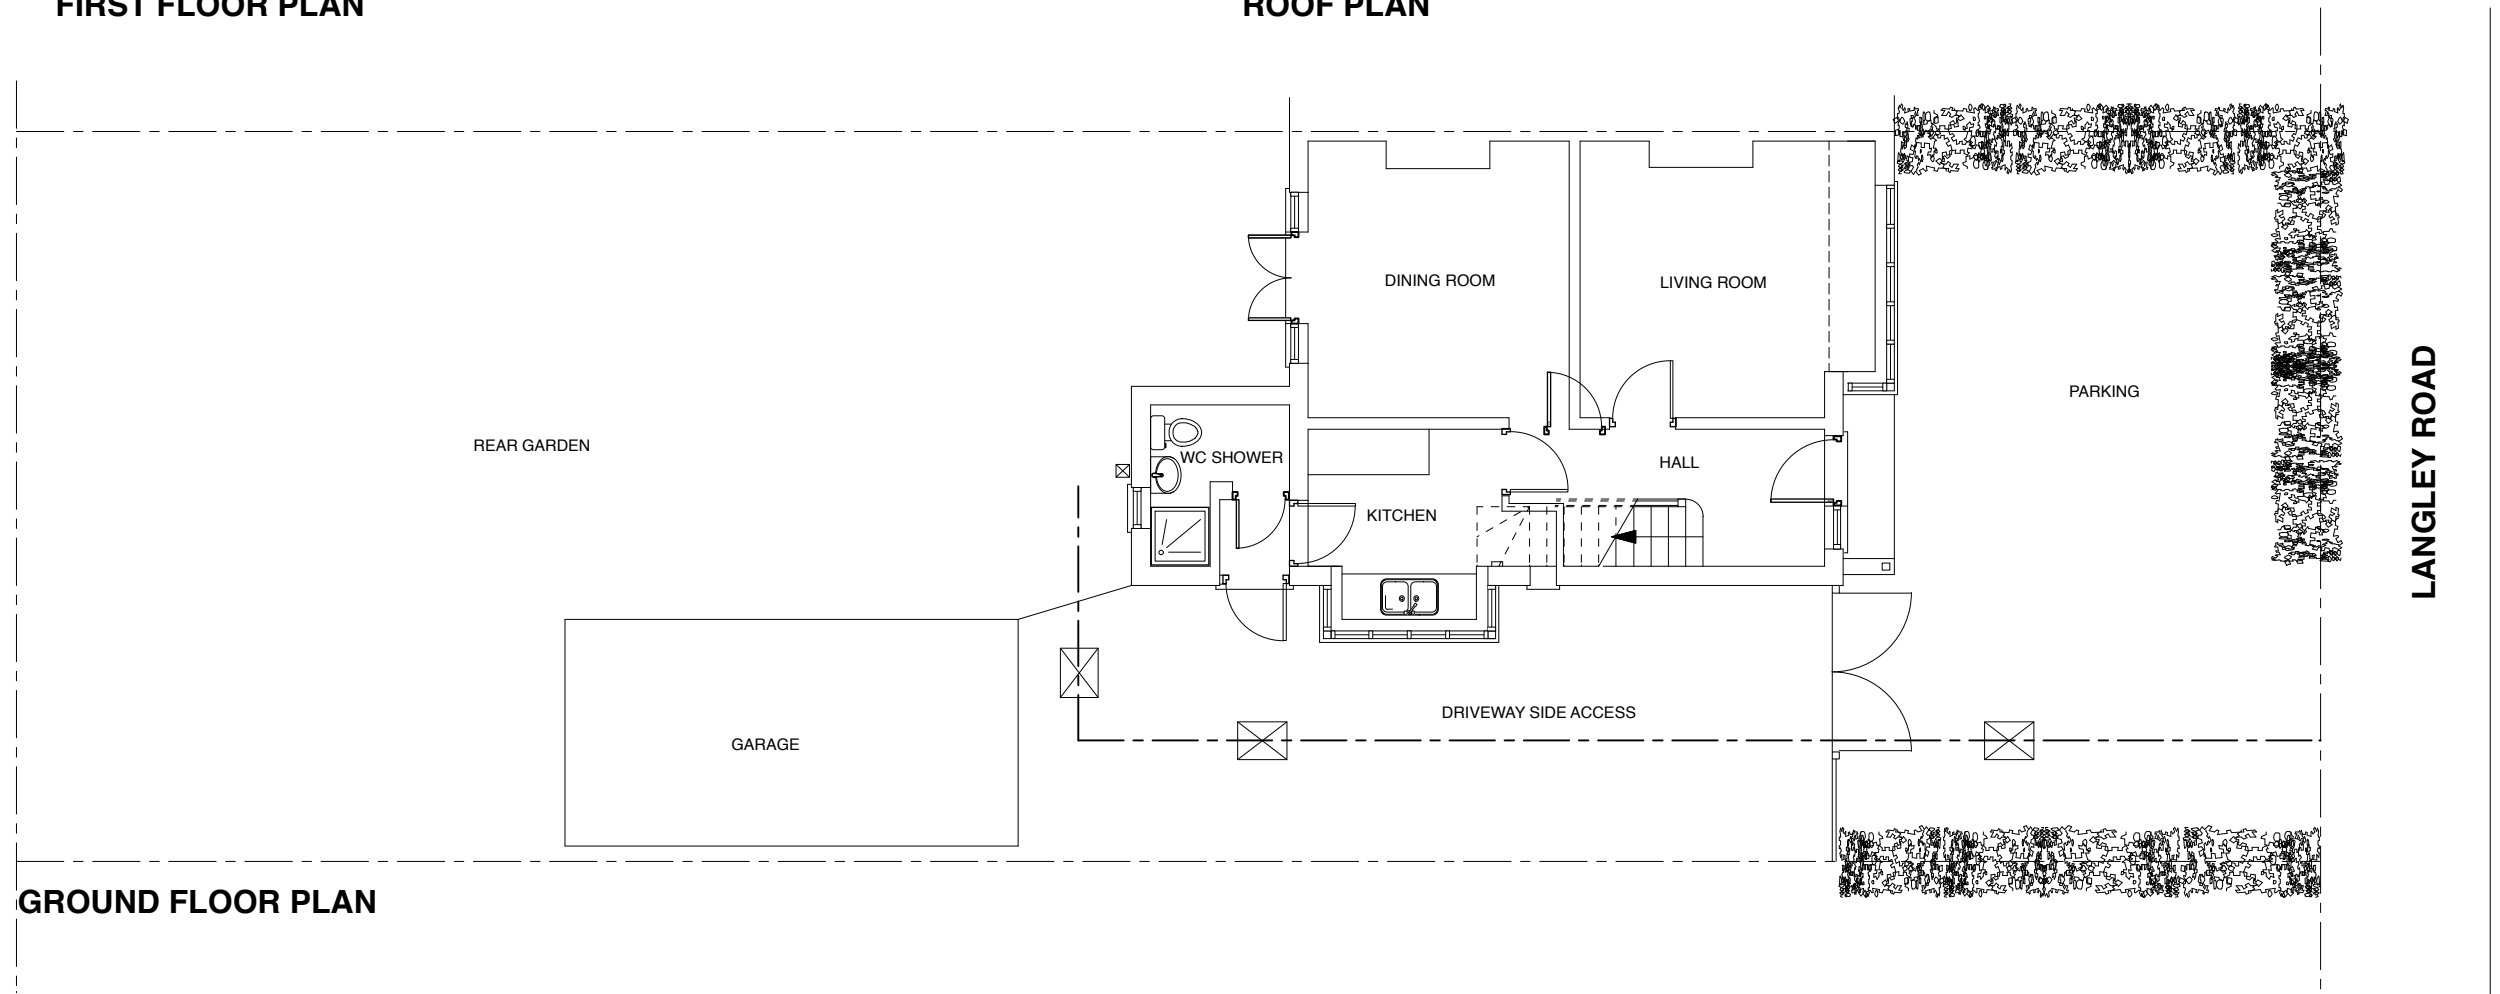 FIRST FLOOR PLAN
ROOF PLAN
DINING ROOM
LIVING ROOM
PARKING
LANGLEY ROAD
REAR GARDEN
WC SHOWER
HALL
KITCHEN
DRIVEWAY SIDE ACCESS
GARAGE
GROUND FLOOR PLAN